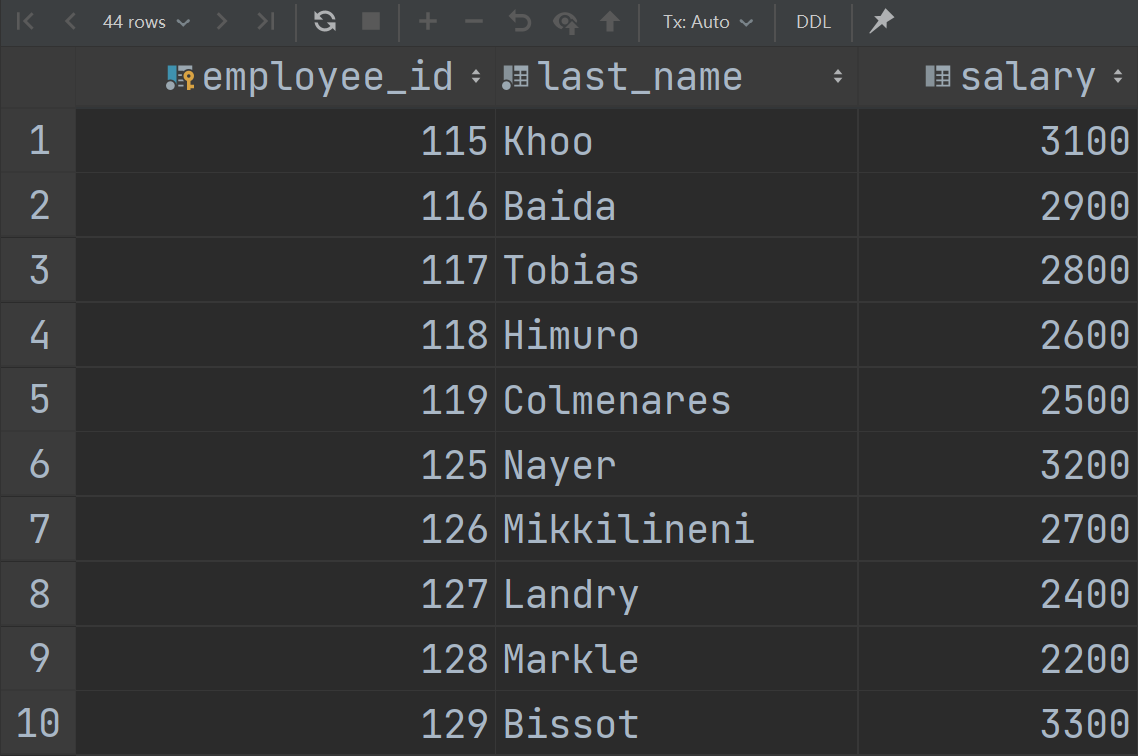 44 rows Tx: Auto DDL
employee_id last_name salary
1 115 Khoo 3100
2 116 Baida 2900
3 117 Tobias 2800
4 118 Himuro 2600
5 119 Colmenares 2500
6 125 Nayer 3200
7 126 Mikkilineni 2700
8 127 Landry 2400
9 128 Markle 2200
10 129 Bissot 3300